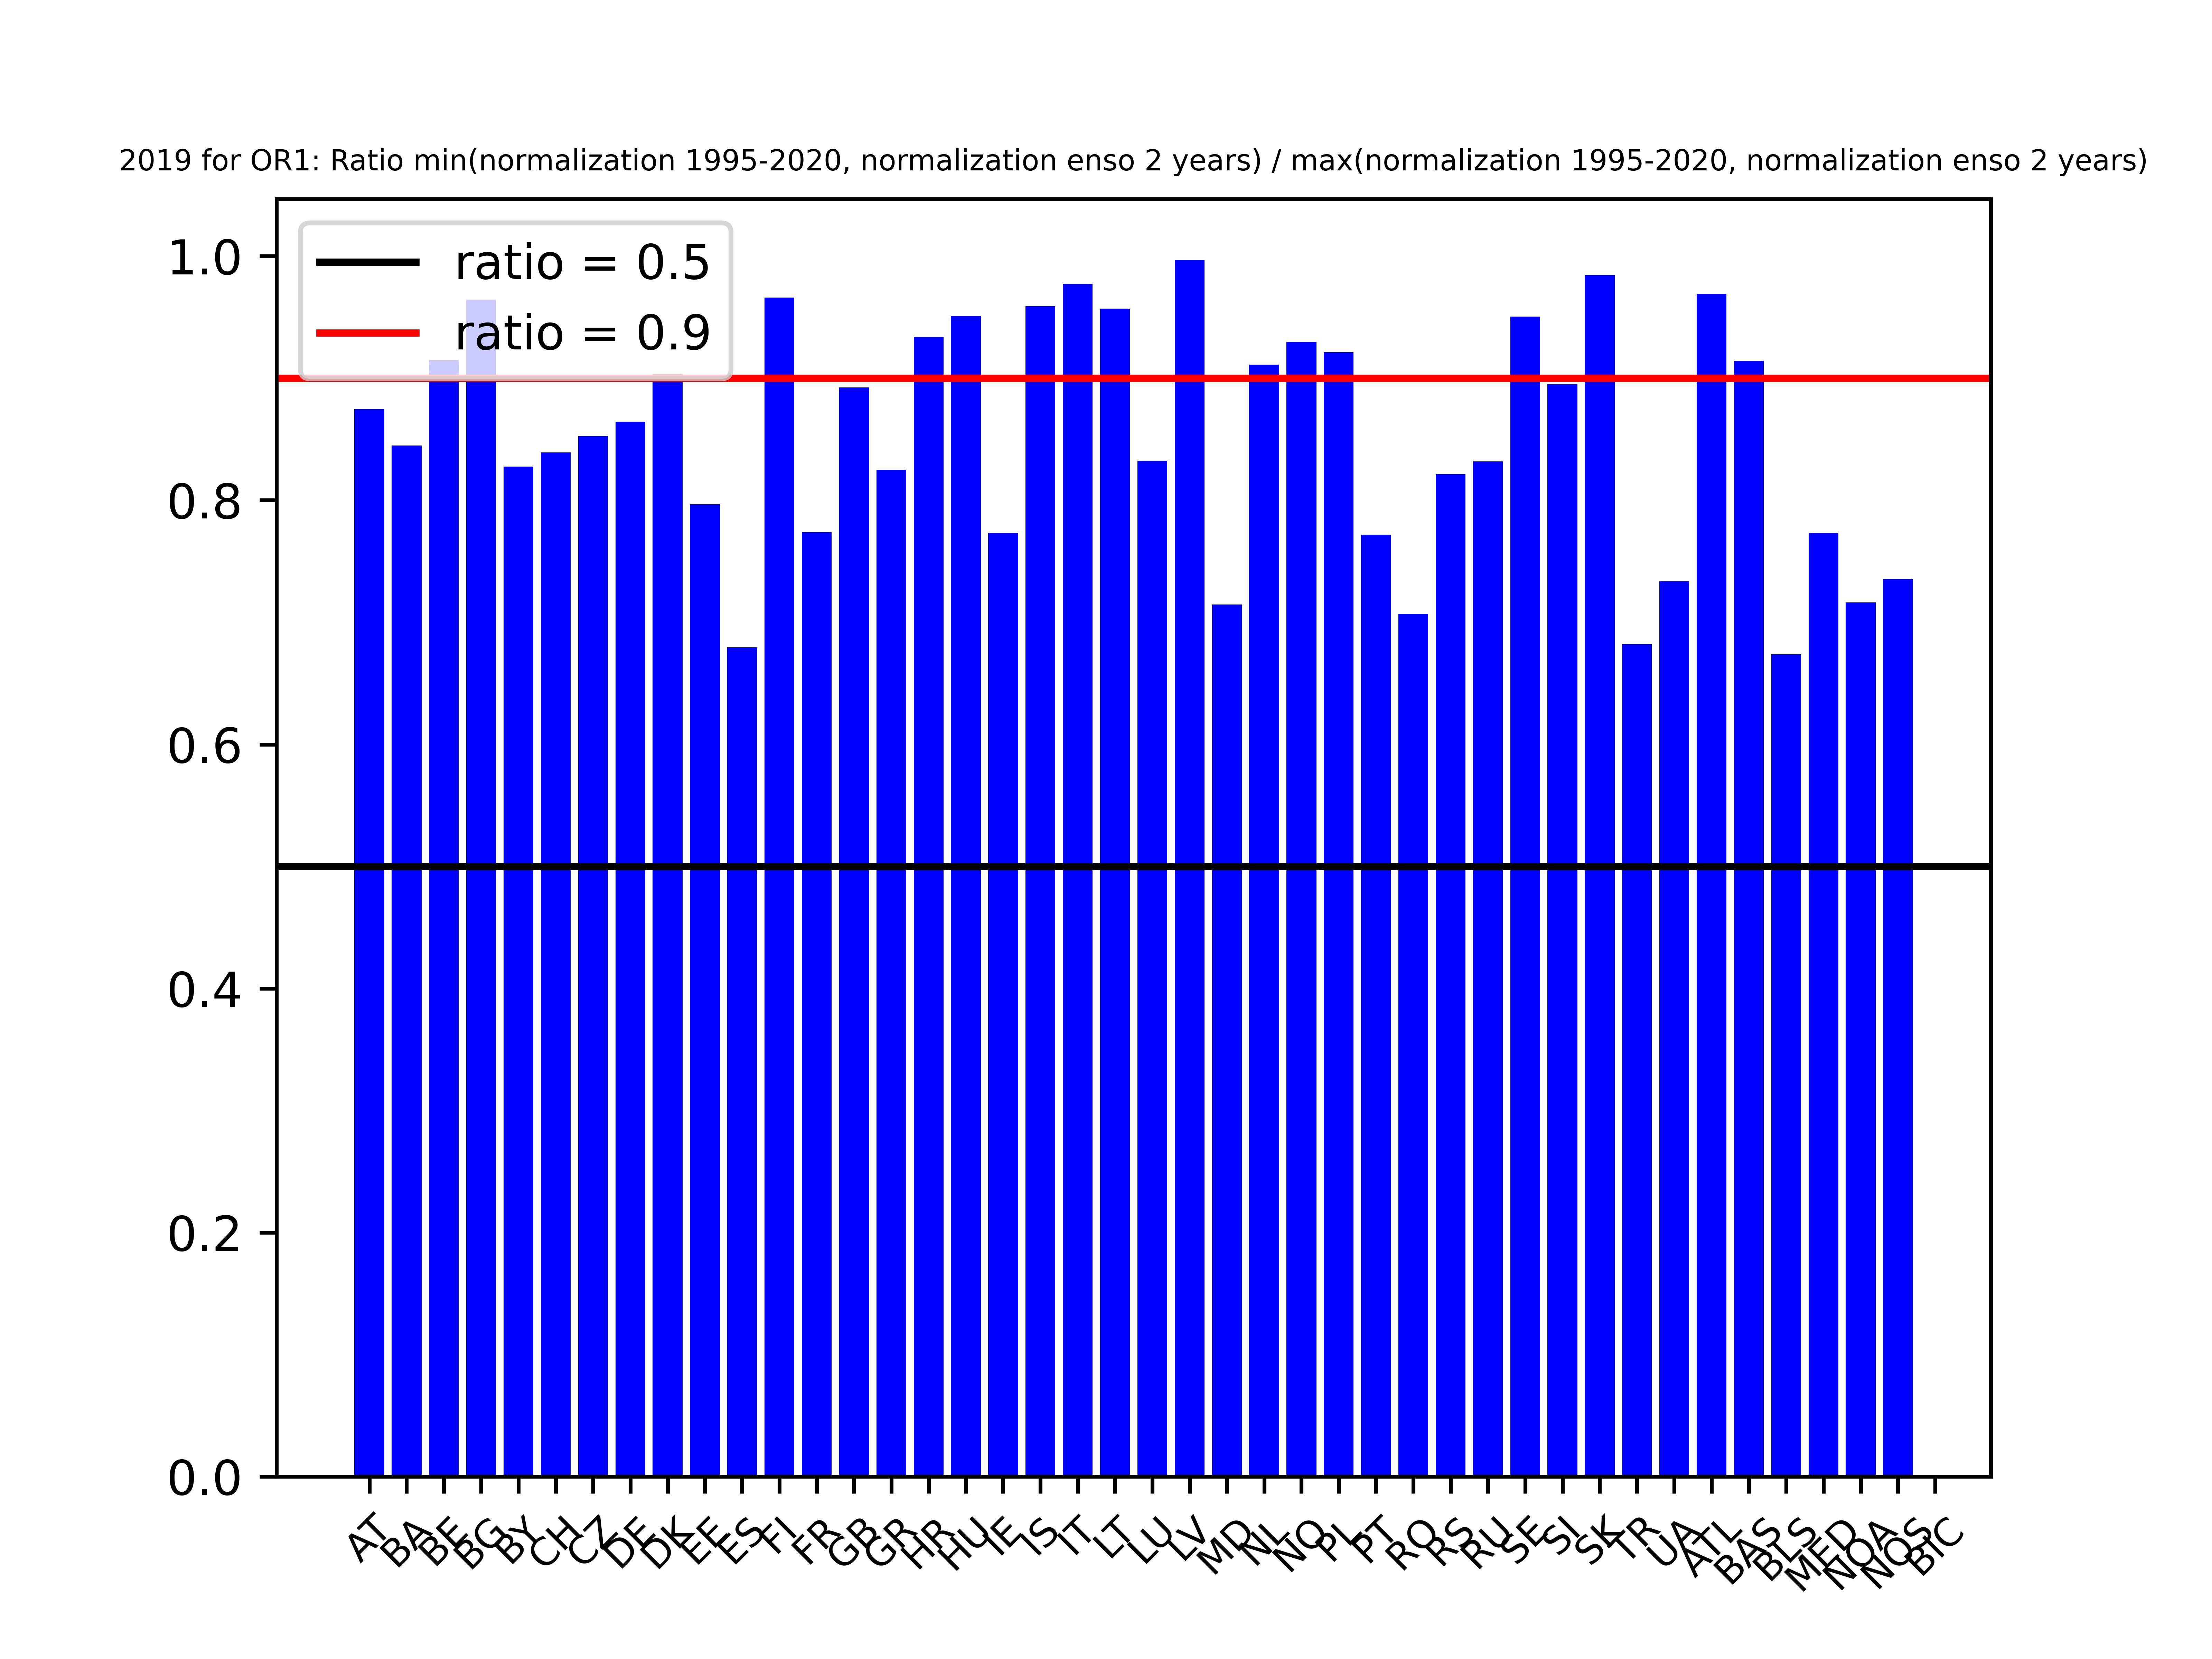 2019 for OR1: Ratio min(normalization 1995-2020, normalization enso 2 years) / max(normalization 1995-2020, normalization enso 2 years)
ratio = 0.5
ratio = 0.9
1.0
0.8
0.6
0.4
0.2
0.0
AT BA BE BG BY CH CZ DE DK EE ES FI FR GB GR HR HU IE IS IT LT LU LV MD NL NO PL PT RO RS RU SE SI SK TR UA ATL BAS BLS MED NOA NOS BIC